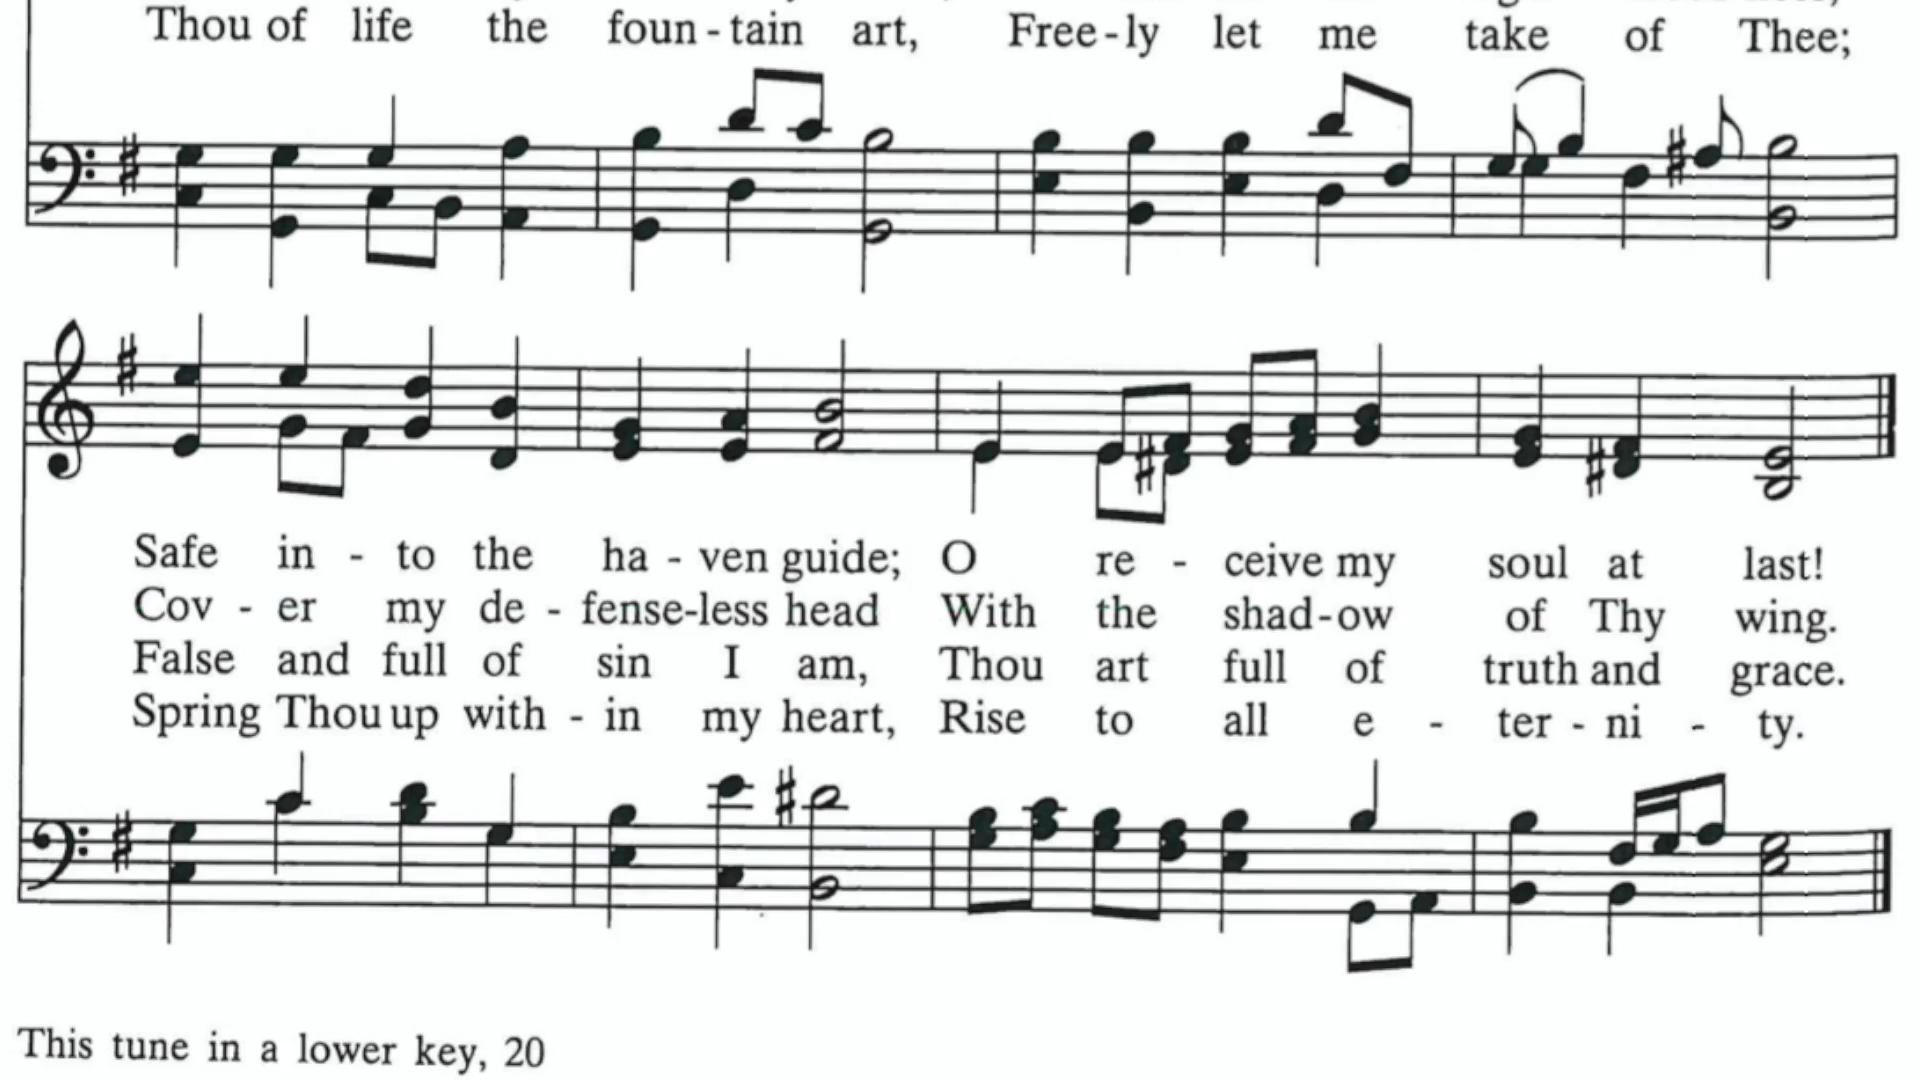 Thou of life the foun - tain art, Free - ly let me take of Thee;
Safe in - to the ha - ven guide; O re - ceive my soul at last!
Cov - er my de - fense-less head With the shad-ow of Thy wing.
False and full of sin I am, Thou art full of truth and grace.
Spring Thou up with - in my heart, Rise to all e - ter - ni - ty.
This tune in a lower key, 20